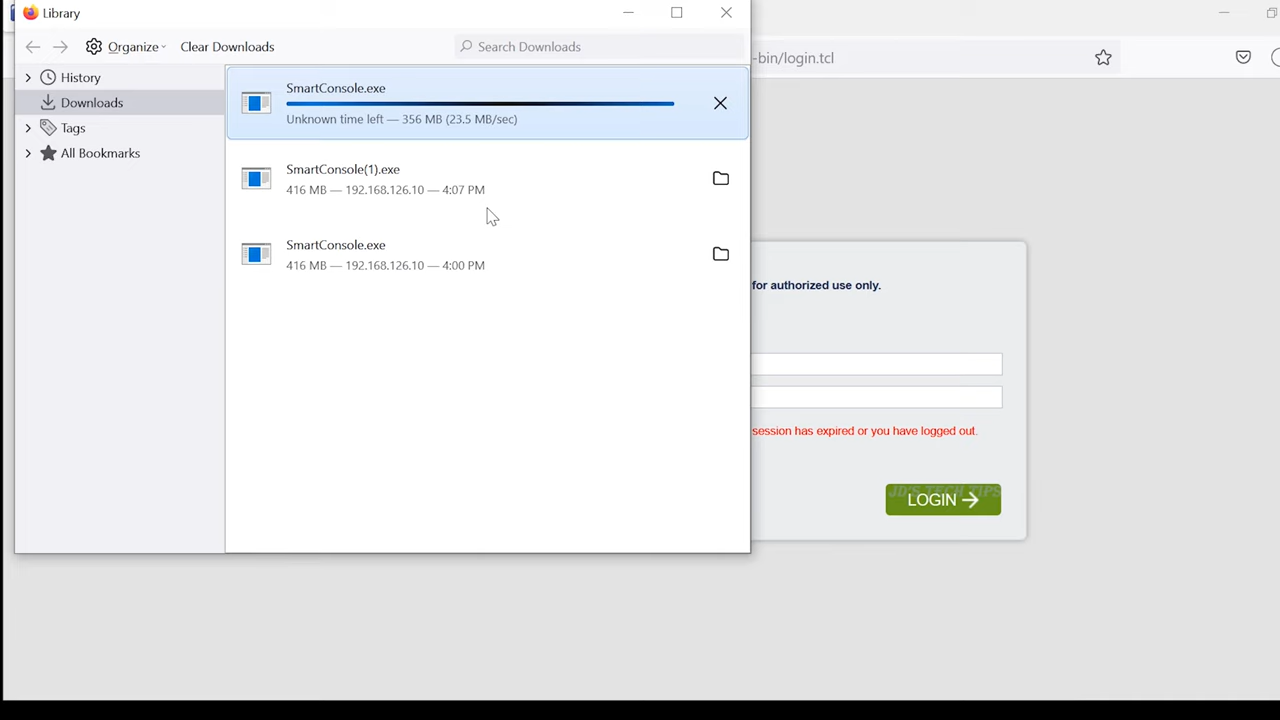 Library
-bin/login.tcl
Organize
Clear Downloads
Search Downloads
History
Downloads
Tags
All Bookmarks
SmartConsole.exe
Unknown time left — 356 MB (23.5 MB/sec)
SmartConsole(1).exe
416 MB — 192.168.126.10 — 4:07 PM
SmartConsole.exe
416 MB — 192.168.126.10 — 4:00 PM
for authorized use only.
session has expired or you have logged out.
JD'S TECH TIPS
LOGIN